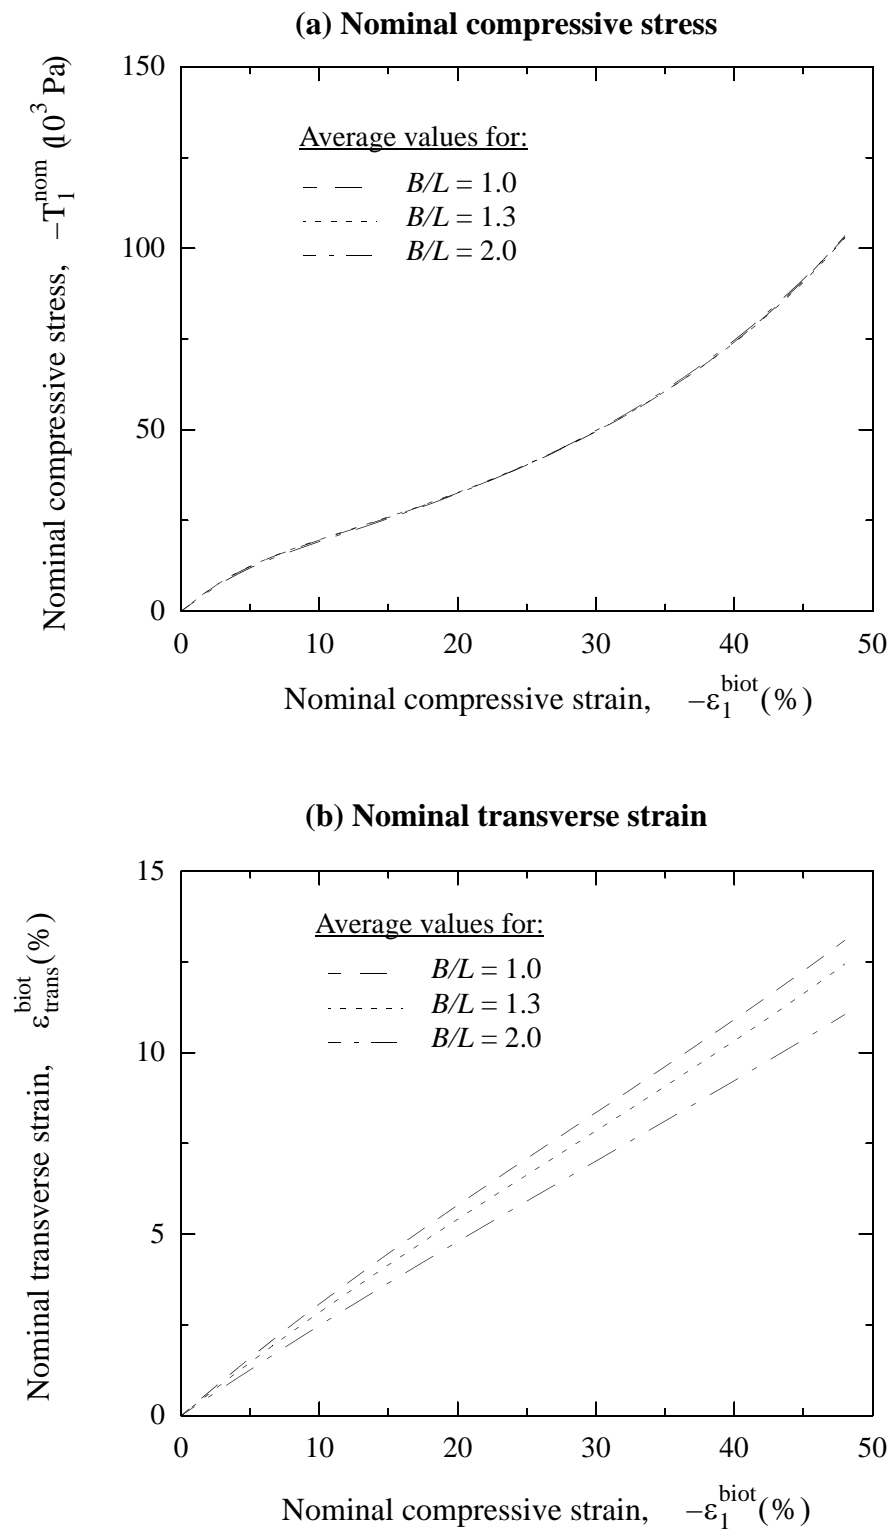 (a) Nominal compressive stress
Nominal compressive stress, −T₁ⁿᵒᵐ (10³ Pa)
150
100
50
0
Average values for:
B/L = 1.0
B/L = 1.3
B/L = 2.0
0 10 20 30 40 50
Nominal compressive strain, −ε₁ᵇⁱᵒᵗ(%)
(b) Nominal transverse strain
Nominal transverse strain, ε_trans^biot(%)
15
10
5
0
Average values for:
B/L = 1.0
B/L = 1.3
B/L = 2.0
0 10 20 30 40 50
Nominal compressive strain, −ε₁ᵇⁱᵒᵗ(%)